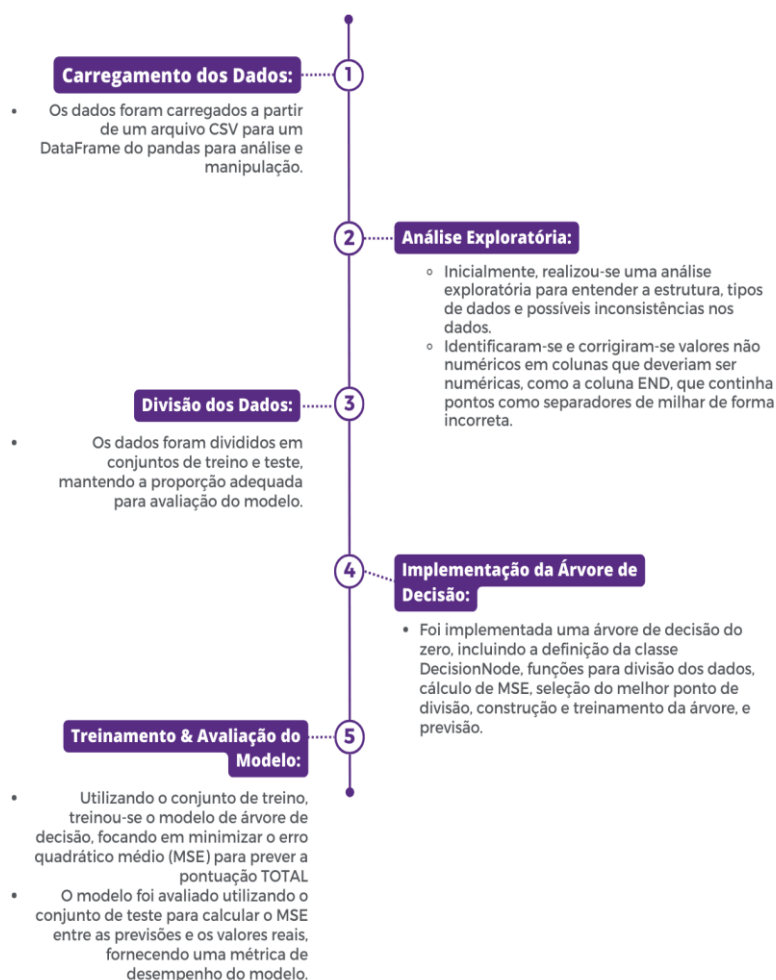 1
Carregamento dos Dados:
• Os dados foram carregados a partir
de um arquivo CSV para um
DataFrame do pandas para análise e
manipulação.
2
Análise Exploratória:
◦ Inicialmente, realizou-se uma análise
exploratória para entender a estrutura, tipos
de dados e possíveis inconsistências nos
dados.
◦ Identificaram-se e corrigiram-se valores não
numéricos em colunas que deveriam ser
numéricas, como a coluna END, que continha
pontos como separadores de milhar de forma
incorreta.
3
Divisão dos Dados:
• Os dados foram divididos em
conjuntos de treino e teste,
mantendo a proporção adequada
para avaliação do modelo.
4
Implementação da Árvore de
Decisão:
• Foi implementada uma árvore de decisão do
zero, incluindo a definição da classe
DecisionNode, funções para divisão dos dados,
cálculo de MSE, seleção do melhor ponto de
divisão, construção e treinamento da árvore, e
previsão.
5
Treinamento & Avaliação do
Modelo:
• Utilizando o conjunto de treino,
treinou-se o modelo de árvore de
decisão, focando em minimizar o erro
quadrático médio (MSE) para prever a
pontuação TOTAL
• O modelo foi avaliado utilizando o
conjunto de teste para calcular o MSE
entre as previsões e os valores reais,
fornecendo uma métrica de
desempenho do modelo.